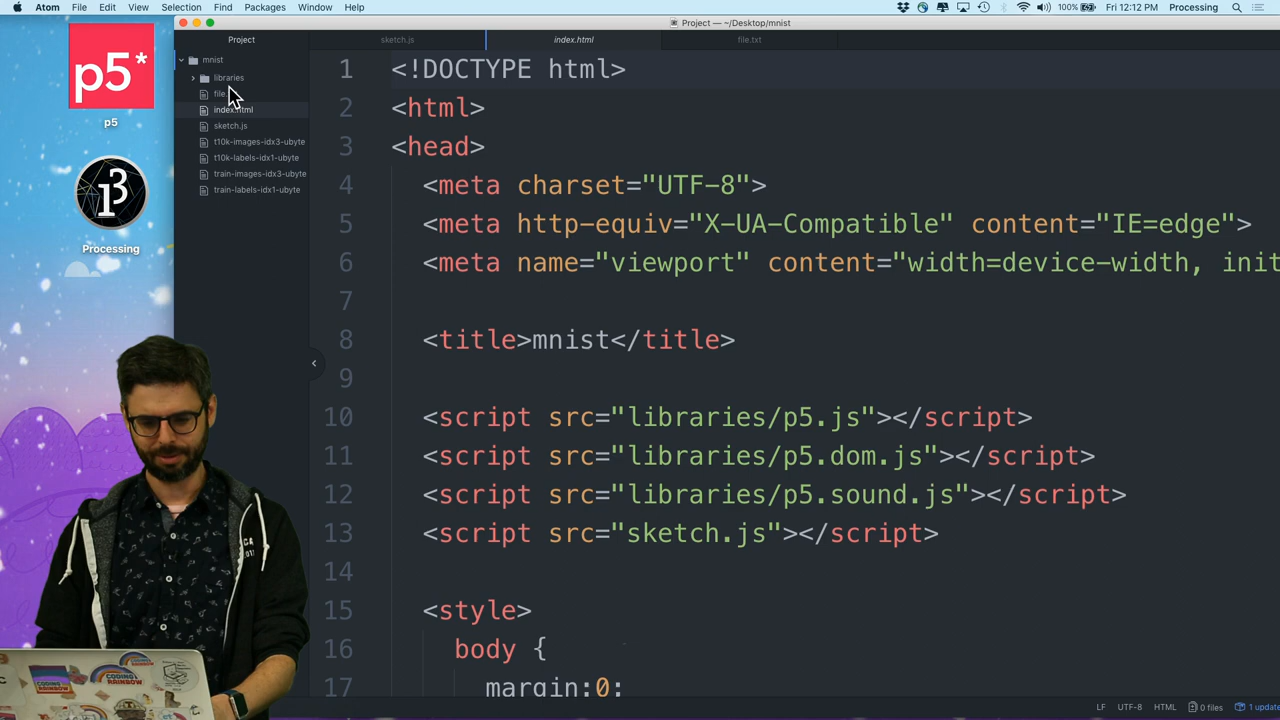 Atom File Edit View Selection Find Packages Window Help
100% Fri 12:12 PM Processing
Project — ~/Desktop/mnist
Project
sketch.js
index.html
file.txt
mnist
libraries
file.
index.html
sketch.js
t10k-images-idx3-ubyte
t10k-labels-idx1-ubyte
train-images-idx3-ubyte
train-labels-idx1-ubyte
p5*
p5
Processing
1 <!DOCTYPE html>
2 <html>
3 <head>
4 <meta charset="UTF-8">
5 <meta http-equiv="X-UA-Compatible" content="IE=edge">
6 <meta name="viewport" content="width=device-width, init
7
8 <title>mnist</title>
9
10 <script src="libraries/p5.js"></script>
11 <script src="libraries/p5.dom.js"></script>
12 <script src="libraries/p5.sound.js"></script>
13 <script src="sketch.js"></script>
14
15 <style>
16 body {
17 margin:0;
CODING RAINBOW
LF UTF-8 HTML 0 files 1 update